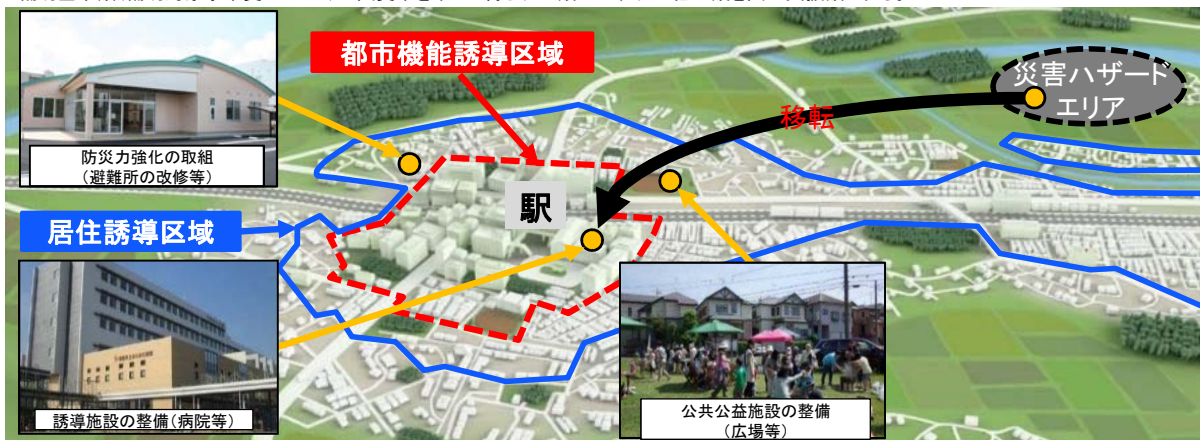 都市機能誘導区域
災害ハザード
エリア
移転
防災力強化の取組
（避難所の改修等）
駅
居住誘導区域
誘導施設の整備（病院等）
公共公益施設の整備
（広場等）